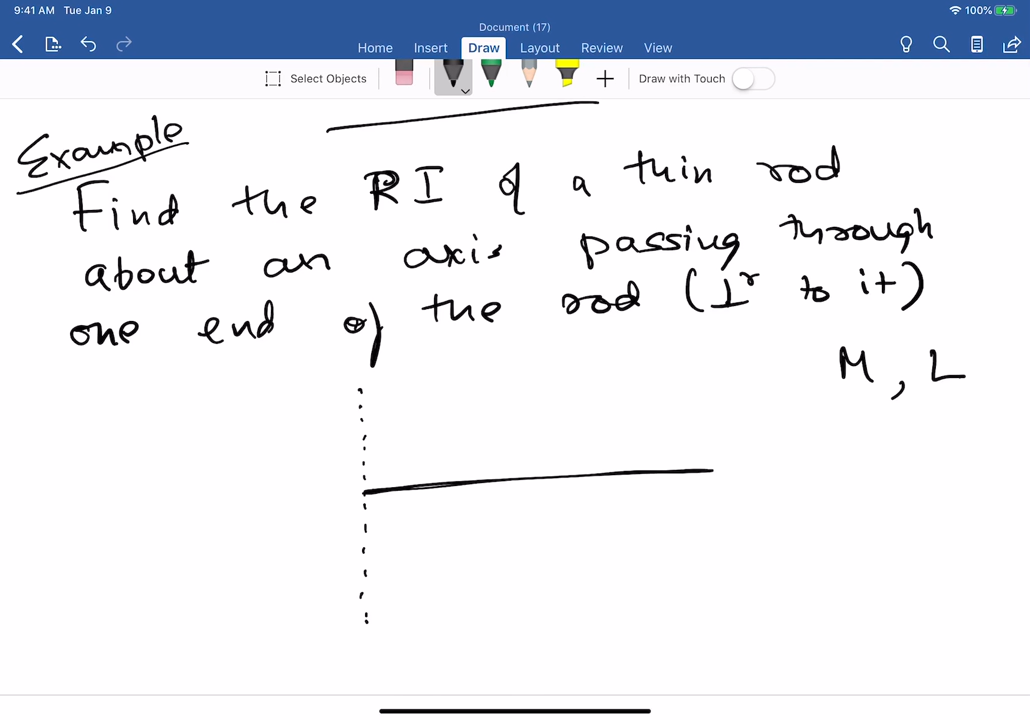 9:41 AM Tue Jan 9
100%
Document (17)
Home Insert Draw Layout Review View
Select Objects
Draw with Touch
Example
Find the RI of a thin rod
about an axis passing through
one end of the rod (⊥r to it)
M, L